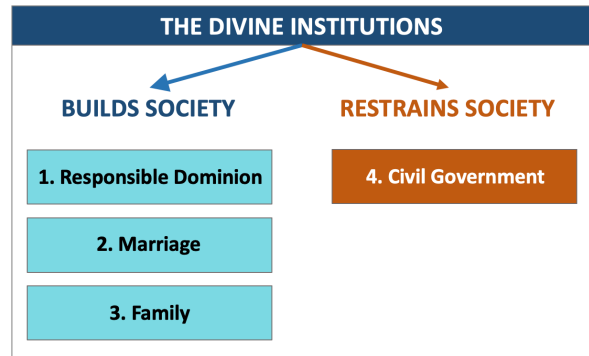 THE DIVINE INSTITUTIONS
BUILDS SOCIETY
RESTRAINS SOCIETY
1. Responsible Dominion
4. Civil Government
2. Marriage
3. Family